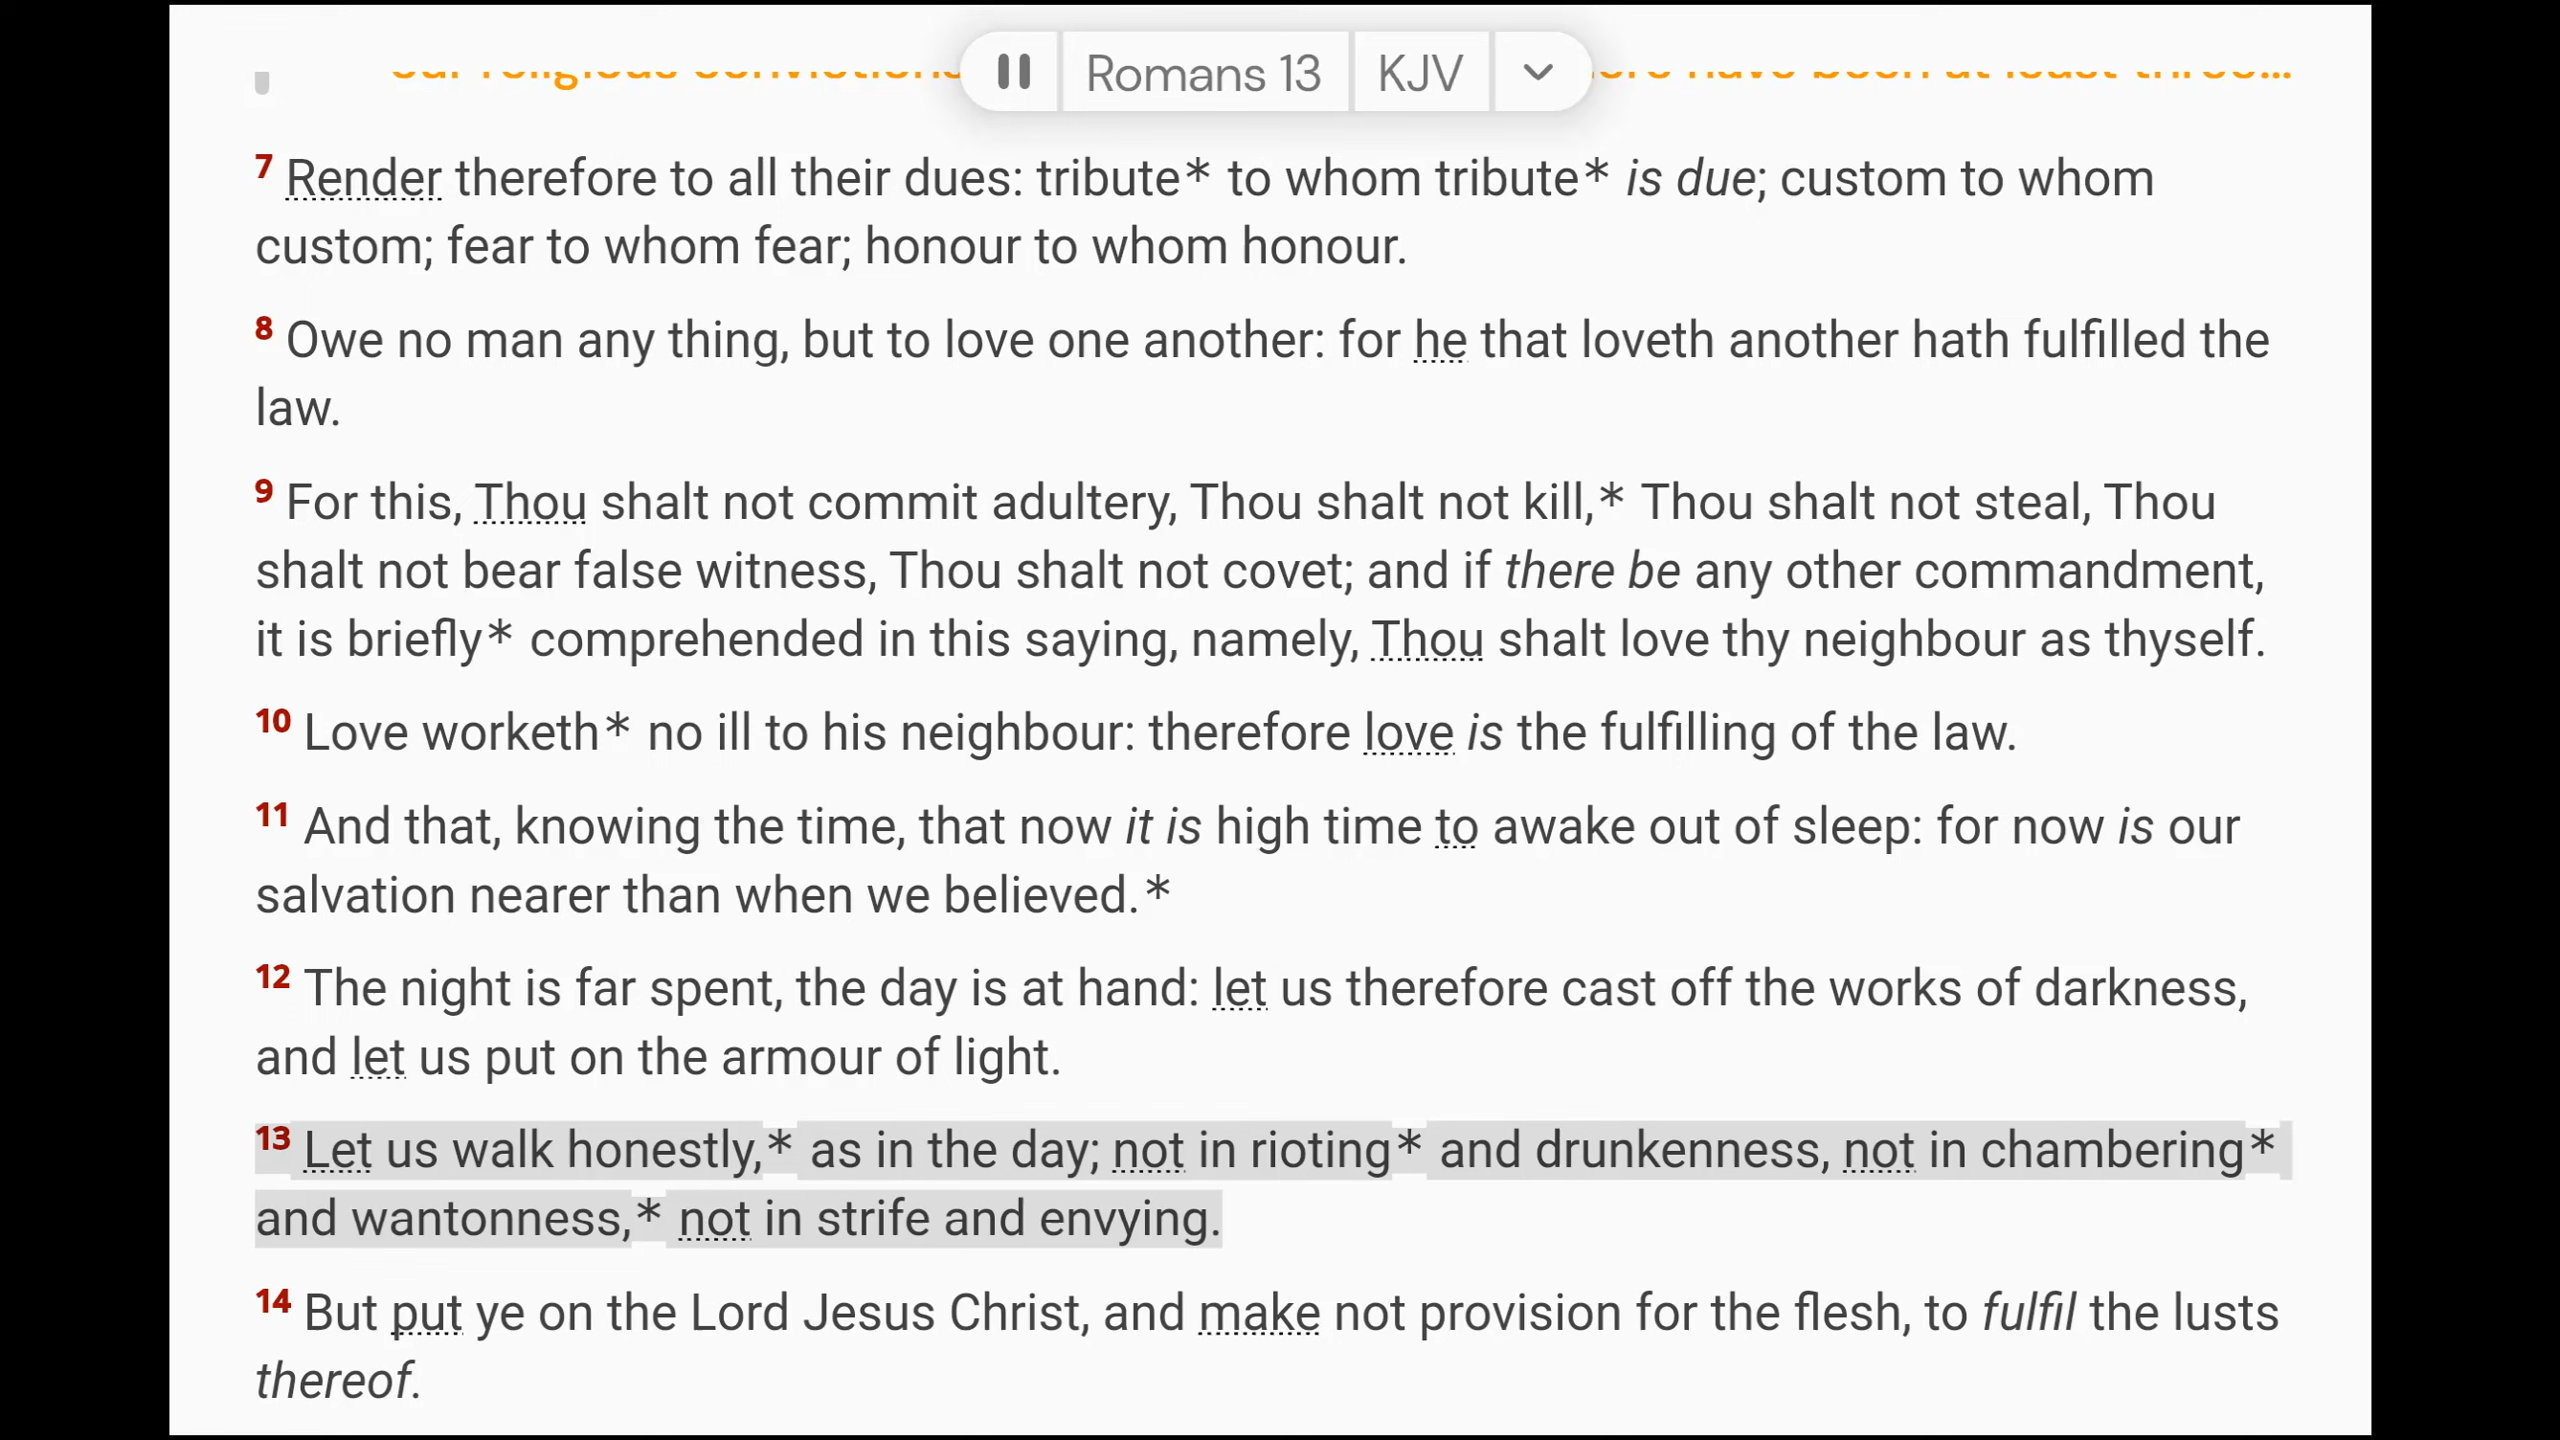 Romans 13 KJV
7 Render therefore to all their dues: tribute* to whom tribute* is due; custom to whom
custom; fear to whom fear; honour to whom honour.
8 Owe no man any thing, but to love one another: for he that loveth another hath fulfilled the
law.
9 For this, Thou shalt not commit adultery, Thou shalt not kill,* Thou shalt not steal, Thou
shalt not bear false witness, Thou shalt not covet; and if there be any other commandment,
it is briefly* comprehended in this saying, namely, Thou shalt love thy neighbour as thyself.
10 Love worketh* no ill to his neighbour: therefore love is the fulfilling of the law.
11 And that, knowing the time, that now it is high time to awake out of sleep: for now is our
salvation nearer than when we believed.*
12 The night is far spent, the day is at hand: let us therefore cast off the works of darkness,
and let us put on the armour of light.
13 Let us walk honestly,* as in the day; not in rioting* and drunkenness, not in chambering*
and wantonness,* not in strife and envying.
14 But put ye on the Lord Jesus Christ, and make not provision for the flesh, to fulfil the lusts
thereof.